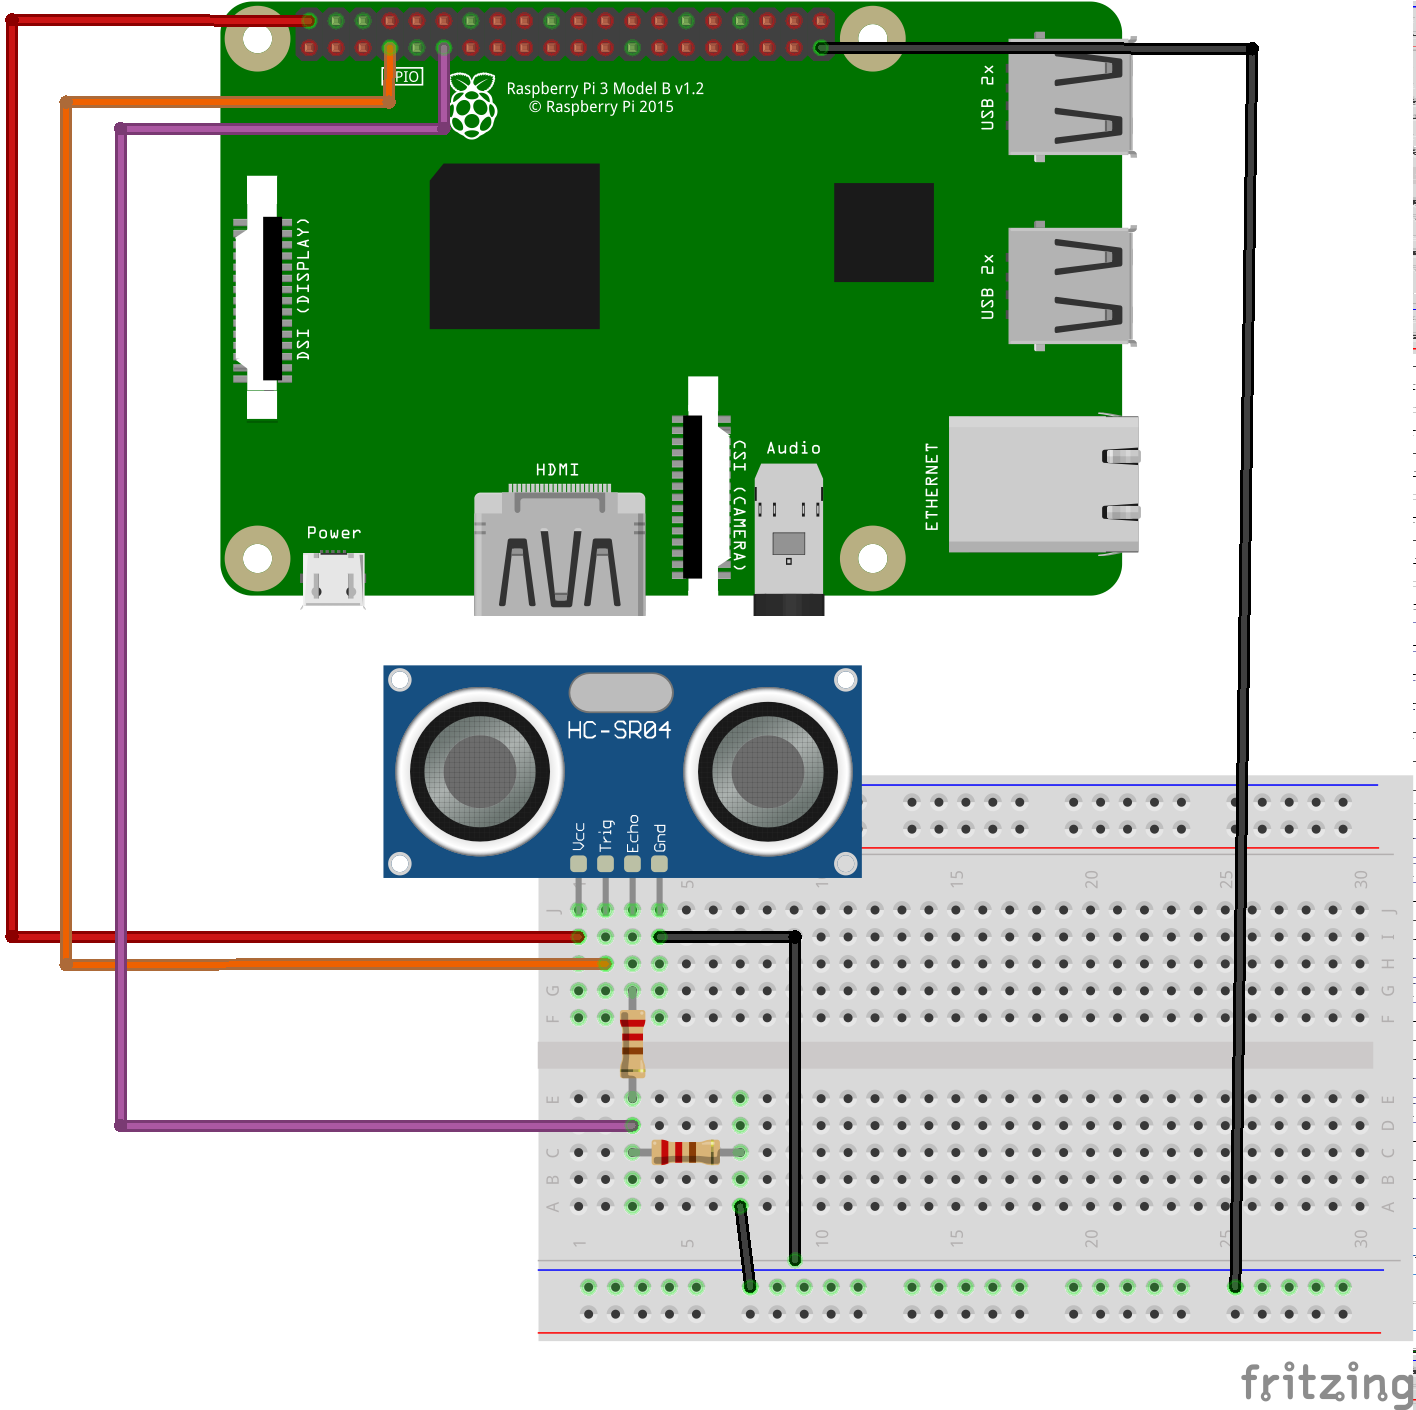 GPIO
Raspberry Pi 3 Model B v1.2
© Raspberry Pi 2015
USB 2x
DSI (DISPLAY)
USB 2x
HDMI
CSI (CAMERA)
Audio
ETHERNET
Power
HC-SR04
Vcc
Trig
Echo
Gnd
1 5 10 15 20 25 30
J J
I
H
G G
F F
E E
D
C C
B B
A A
1 5 10 15 20 25 30
fritzing